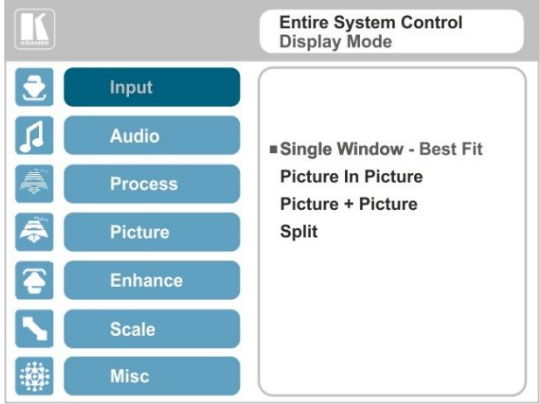 KRAMER
Entire System Control
Display Mode
Input
Audio
Process
Picture
Enhance
Scale
Misc
Single Window - Best Fit
Picture In Picture
Picture + Picture
Split